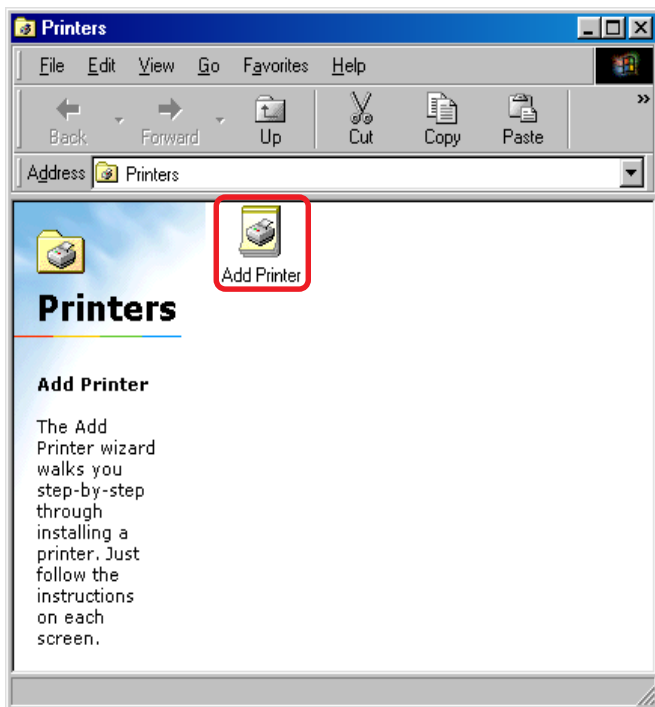 Printers
File Edit View Go Favorites Help
Back Forward Up Cut Copy Paste »
Address Printers
Add Printer
Printers
Add Printer
The Add
Printer wizard
walks you
step-by-step
through
installing a
printer. Just
follow the
instructions
on each
screen.